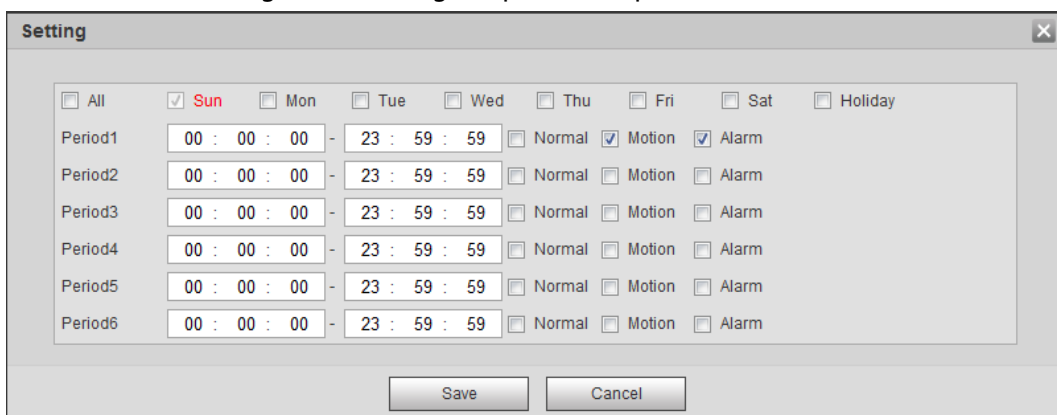 Setting
All Sun Mon Tue Wed Thu Fri Sat Holiday
Period1 00 : 00 : 00 - 23 : 59 : 59 Normal Motion Alarm
Period2 00 : 00 : 00 - 23 : 59 : 59 Normal Motion Alarm
Period3 00 : 00 : 00 - 23 : 59 : 59 Normal Motion Alarm
Period4 00 : 00 : 00 - 23 : 59 : 59 Normal Motion Alarm
Period5 00 : 00 : 00 - 23 : 59 : 59 Normal Motion Alarm
Period6 00 : 00 : 00 - 23 : 59 : 59 Normal Motion Alarm
Save Cancel